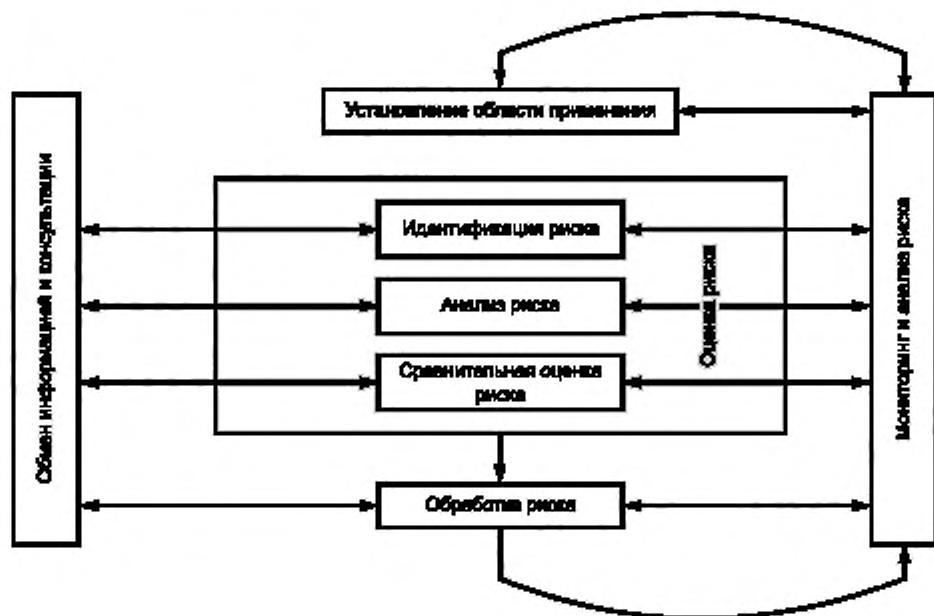 Установление области применения
Обмен информацией и консультации
Идентификация риска
Анализ риска
Сравнительная оценка
риска
Оценка риска
Мониторинг и анализ риска
Обработка риска